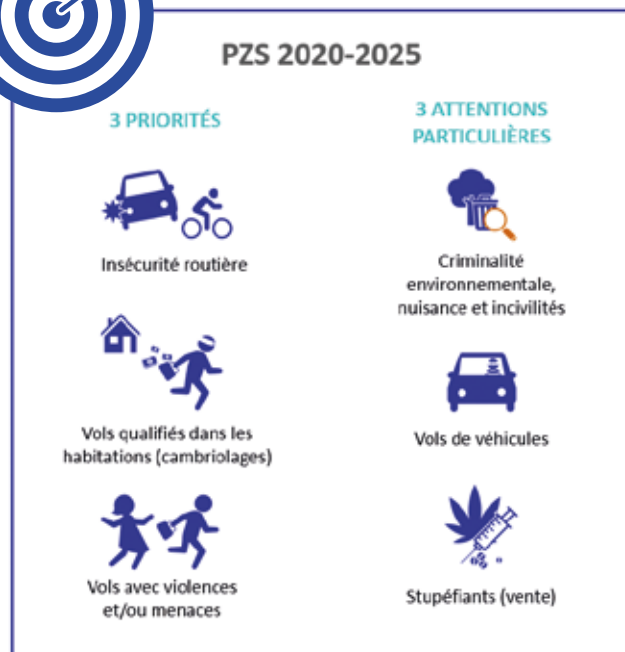 PZS 2020-2025
3 PRIORITÉS
Insécurité routière
Vols qualifiés dans les
habitations (cambriolages)
Vols avec violences
et/ou menaces
3 ATTENTIONS
PARTICULIÈRES
Criminalité
environnementale,
nuisance et incivilités
Vols de véhicules
Stupéfiants (vente)